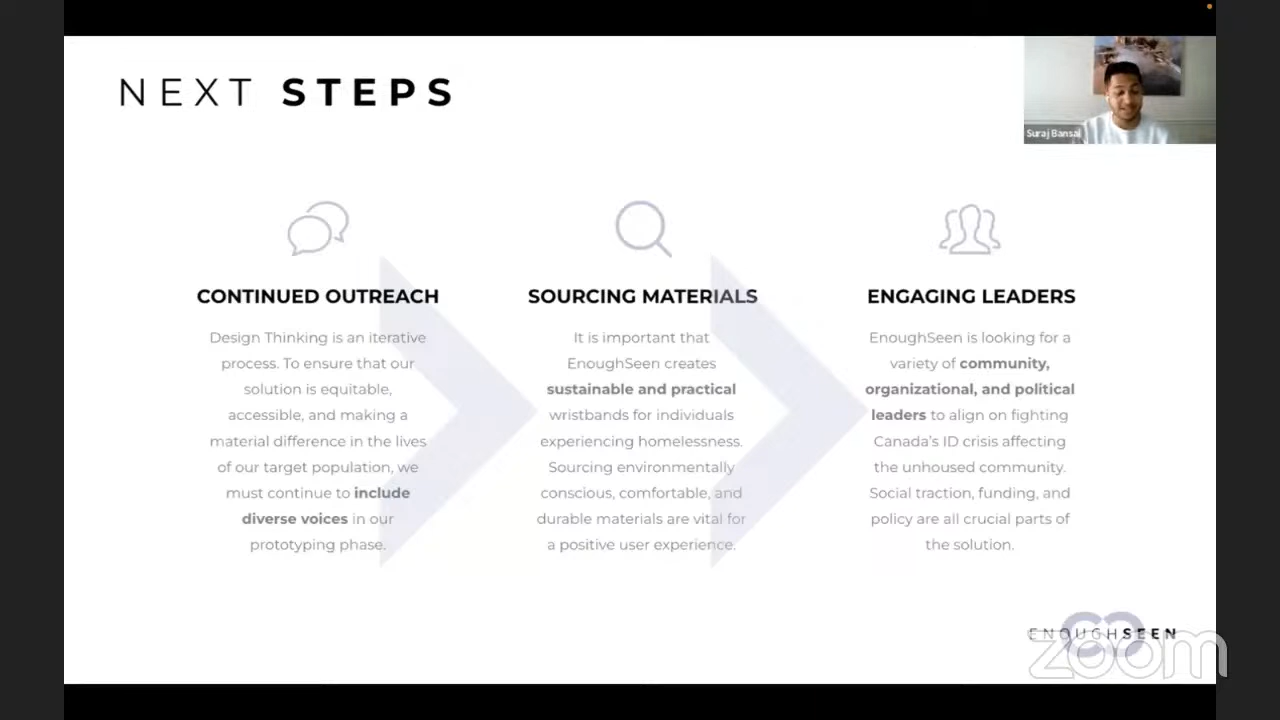 NEXT STEPS
Suraj Bansal
CONTINUED OUTREACH
Design Thinking is an iterative
process. To ensure that our
solution is equitable,
accessible, and making a
material difference in the lives
of our target population, we
must continue to include
diverse voices in our
prototyping phase.
SOURCING MATERIALS
It is important that
EnoughSeen creates
sustainable and practical
wristbands for individuals
experiencing homelessness.
Sourcing environmentally
conscious, comfortable, and
durable materials are vital for
a positive user experience.
ENGAGING LEADERS
EnoughSeen is looking for a
variety of community,
organizational, and political
leaders to align on fighting
Canada's ID crisis affecting
the unhoused community.
Social traction, funding, and
policy are all crucial parts of
the solution.
ENOUGHSEEN
zoom